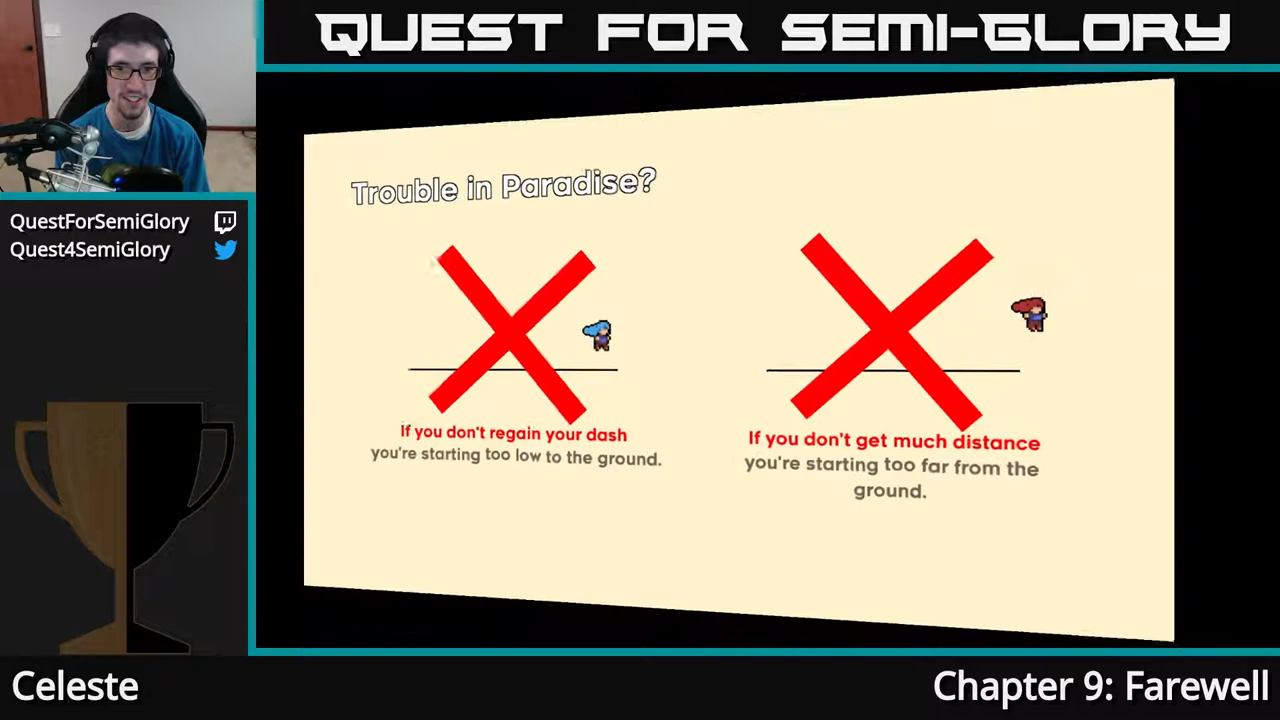 QUEST FOR SEMI-GLORY
QuestForSemiGlory
Quest4SemiGlory
Trouble in Paradise?
If you don't regain your dash
you're starting too low to the ground.
If you don't get much distance
you're starting too far from the
ground.
Celeste
Chapter 9: Farewell